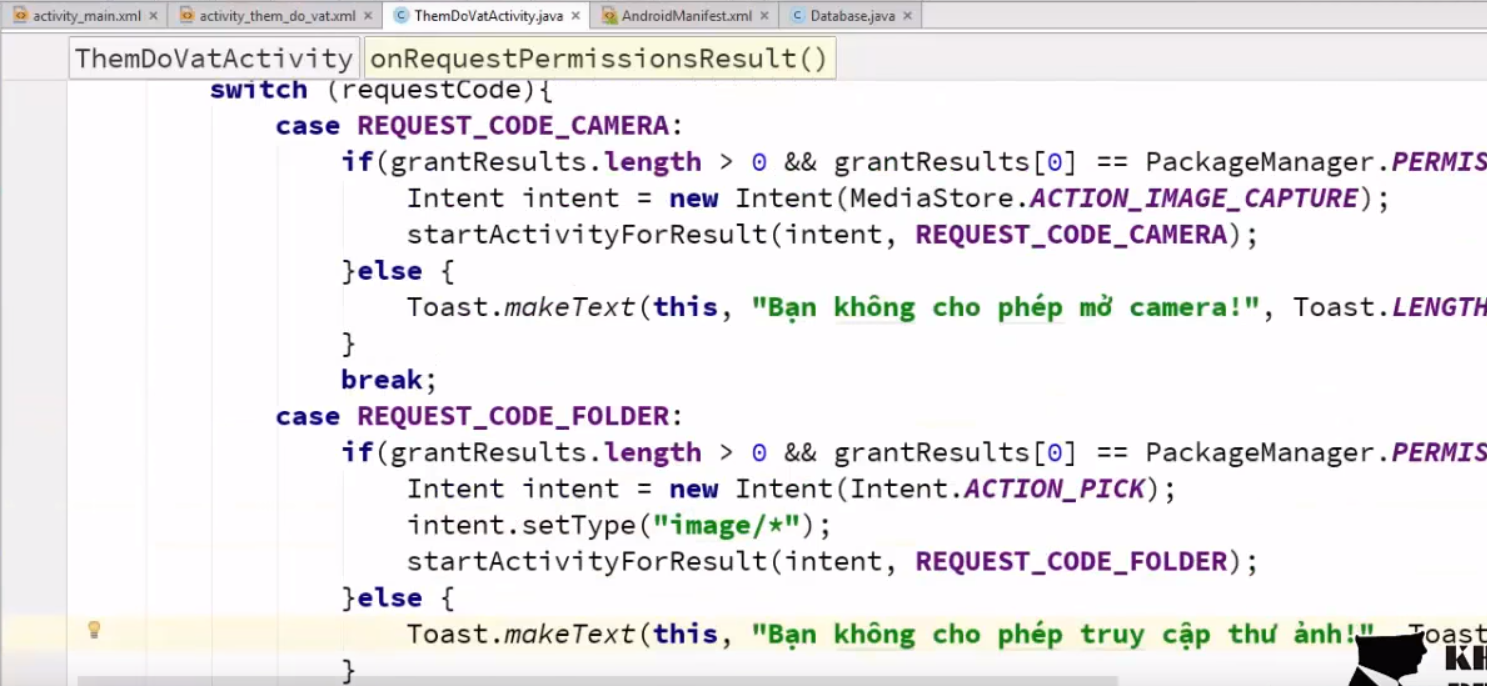 activity_main.xml × activity_them_do_vat.xml × ThemDoVatActivity.java × AndroidManifest.xml × Database.java ×
ThemDoVatActivity onRequestPermissionsResult()
switch (requestCode){
case REQUEST_CODE_CAMERA:
if(grantResults.length > 0 && grantResults[0] == PackageManager.PERMIS
Intent intent = new Intent(MediaStore.ACTION_IMAGE_CAPTURE);
startActivityForResult(intent, REQUEST_CODE_CAMERA);
}else {
Toast.makeText(this, "Bạn không cho phép mở camera!", Toast.LENGTH
}
break;
case REQUEST_CODE_FOLDER:
if(grantResults.length > 0 && grantResults[0] == PackageManager.PERMIS
Intent intent = new Intent(Intent.ACTION_PICK);
intent.setType("image/*");
startActivityForResult(intent, REQUEST_CODE_FOLDER);
}else {
Toast.makeText(this, "Bạn không cho phép truy cập thư ảnh!", Toast
}
KH